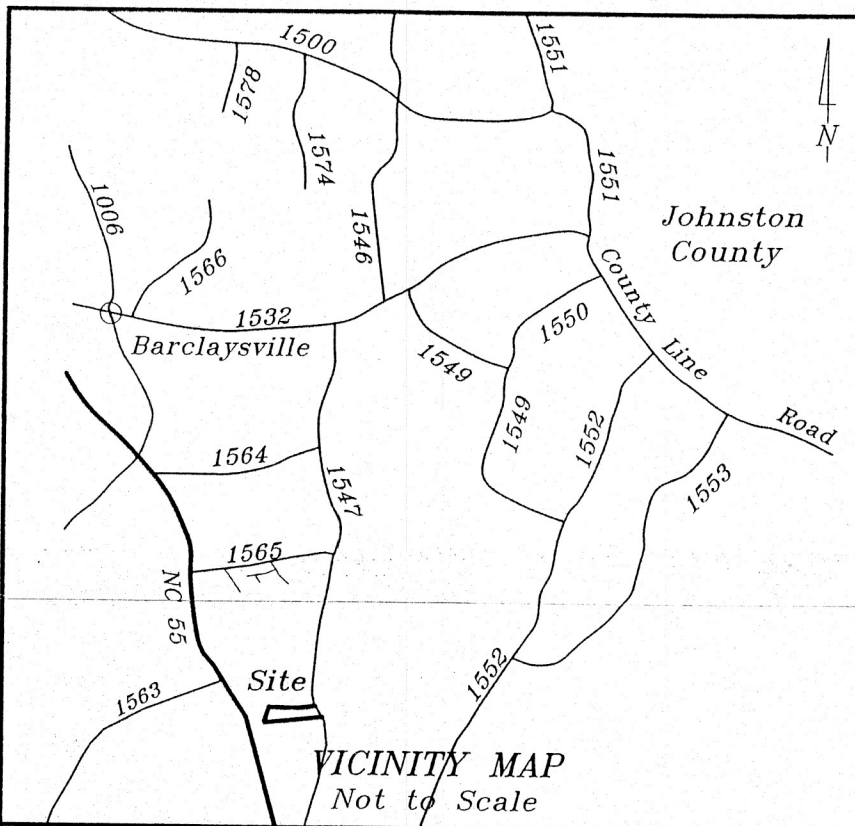 1500
1551
1578
N
1574
1551
1006
1546
Johnston
County
1566
County
Line
Road
1532
1550
Barclaysville
1549
1549
1552
1564
1547
1553
1565
NC 55
1552
Site
1563
VICINITY MAP
Not to Scale